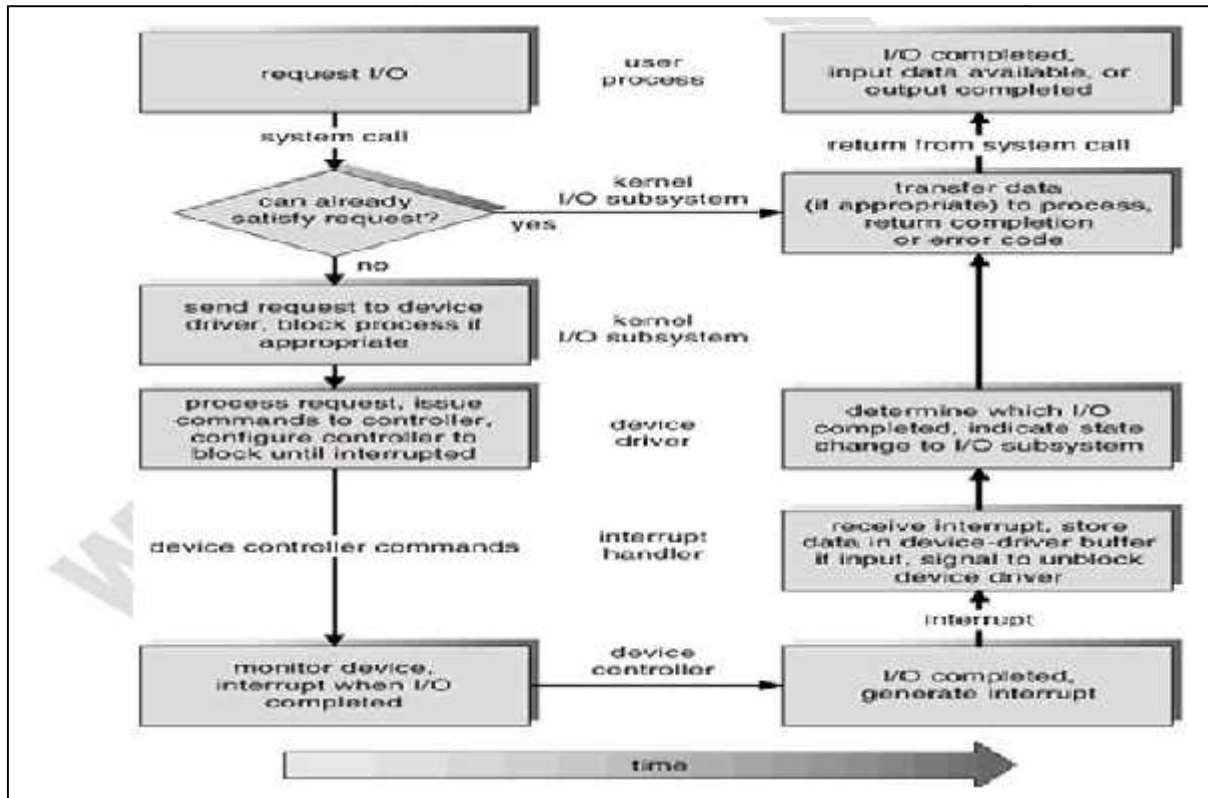 request I/O
user
process
I/O completed,
input data available, or
output completed
system call
return from system call
can already
satisfy request?
yes
no
kernel
I/O subsystem
transfer data
(if appropriate) to process,
return completion
or error code
send request to device
driver, block process if
appropriate
kernel
I/O subsystem
process request, issue
commands to controller,
configure controller to
block until interrupted
device
driver
determine which I/O
completed, indicate state
change to I/O subsystem
device controller commands
interrupt
handler
receive interrupt, store
data in device-driver buffer
if input, signal to unblock
device driver
interrupt
monitor device,
interrupt when I/O
completed
device
controller
I/O completed,
generate interrupt
time